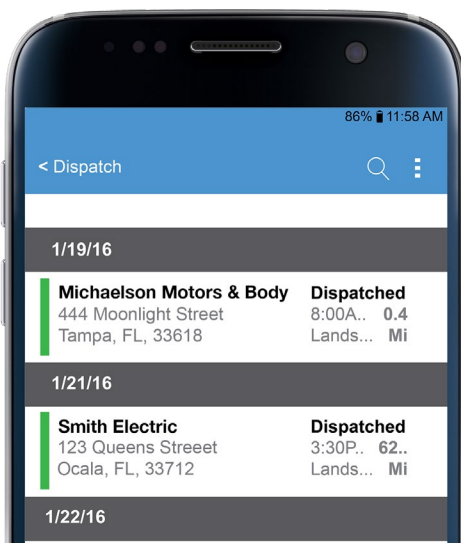 86% 11:58 AM
< Dispatch
1/19/16
Michaelson Motors & Body Dispatched
444 Moonlight Street 8:00A.. 0.4
Tampa, FL, 33618 Lands... Mi
1/21/16
Smith Electric Dispatched
123 Queens Streeet 3:30P.. 62..
Ocala, FL, 33712 Lands... Mi
1/22/16